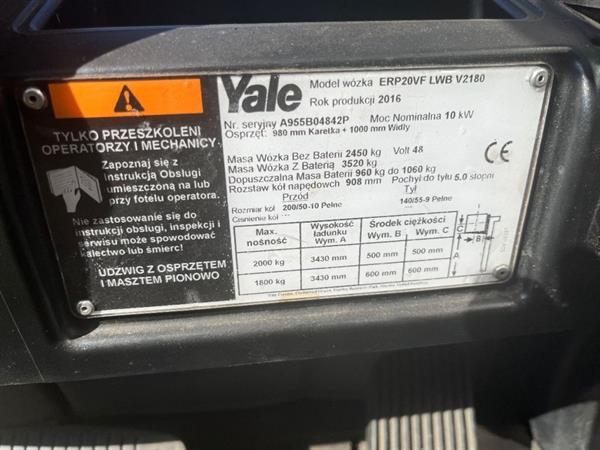 Yale
Model wózka ERP20VF LWB V2180
Rok produkcji 2016
Nr. seryjny A955B04842P Moc Nominalna 10 kW
Osprzęt: 980 mm Karetka + 1000 mm Widły
Masa Wózka Bez Baterii 2450 kg Volt 48
Masa Wózka Z Baterią 3520 kg
Dopuszczalna Masa Baterii 960 kg do 1060 kg
Rozstaw kół napędowych 908 mm Pochyl do tyłu 5.0 stopni
Przód Tył
Rozmiar kół 200/50-10 Pełne 140/55-9 Pełne
Ciśnienie kół --- ---
CE
TYLKO PRZESZKOLENI
OPERATORZY I MECHANICY
Zapoznaj się z
Instrukcją Obsługi
umieszczoną na lub
przy fotelu operatora.
Nie zastosowanie się do
instrukcji obsługi, inspekcji i
serwisu może spowodować
kalectwo lub śmierć!
UDŹWIG Z OSPRZĘTEM
I MASZTEM PIONOWO
Max. nośność Wysokość ładunku Wym. A Środek ciężkości Wym. B Wym. C
2000 kg 3430 mm 500 mm 500 mm
1800 kg 3430 mm 600 mm 600 mm
C
B
A